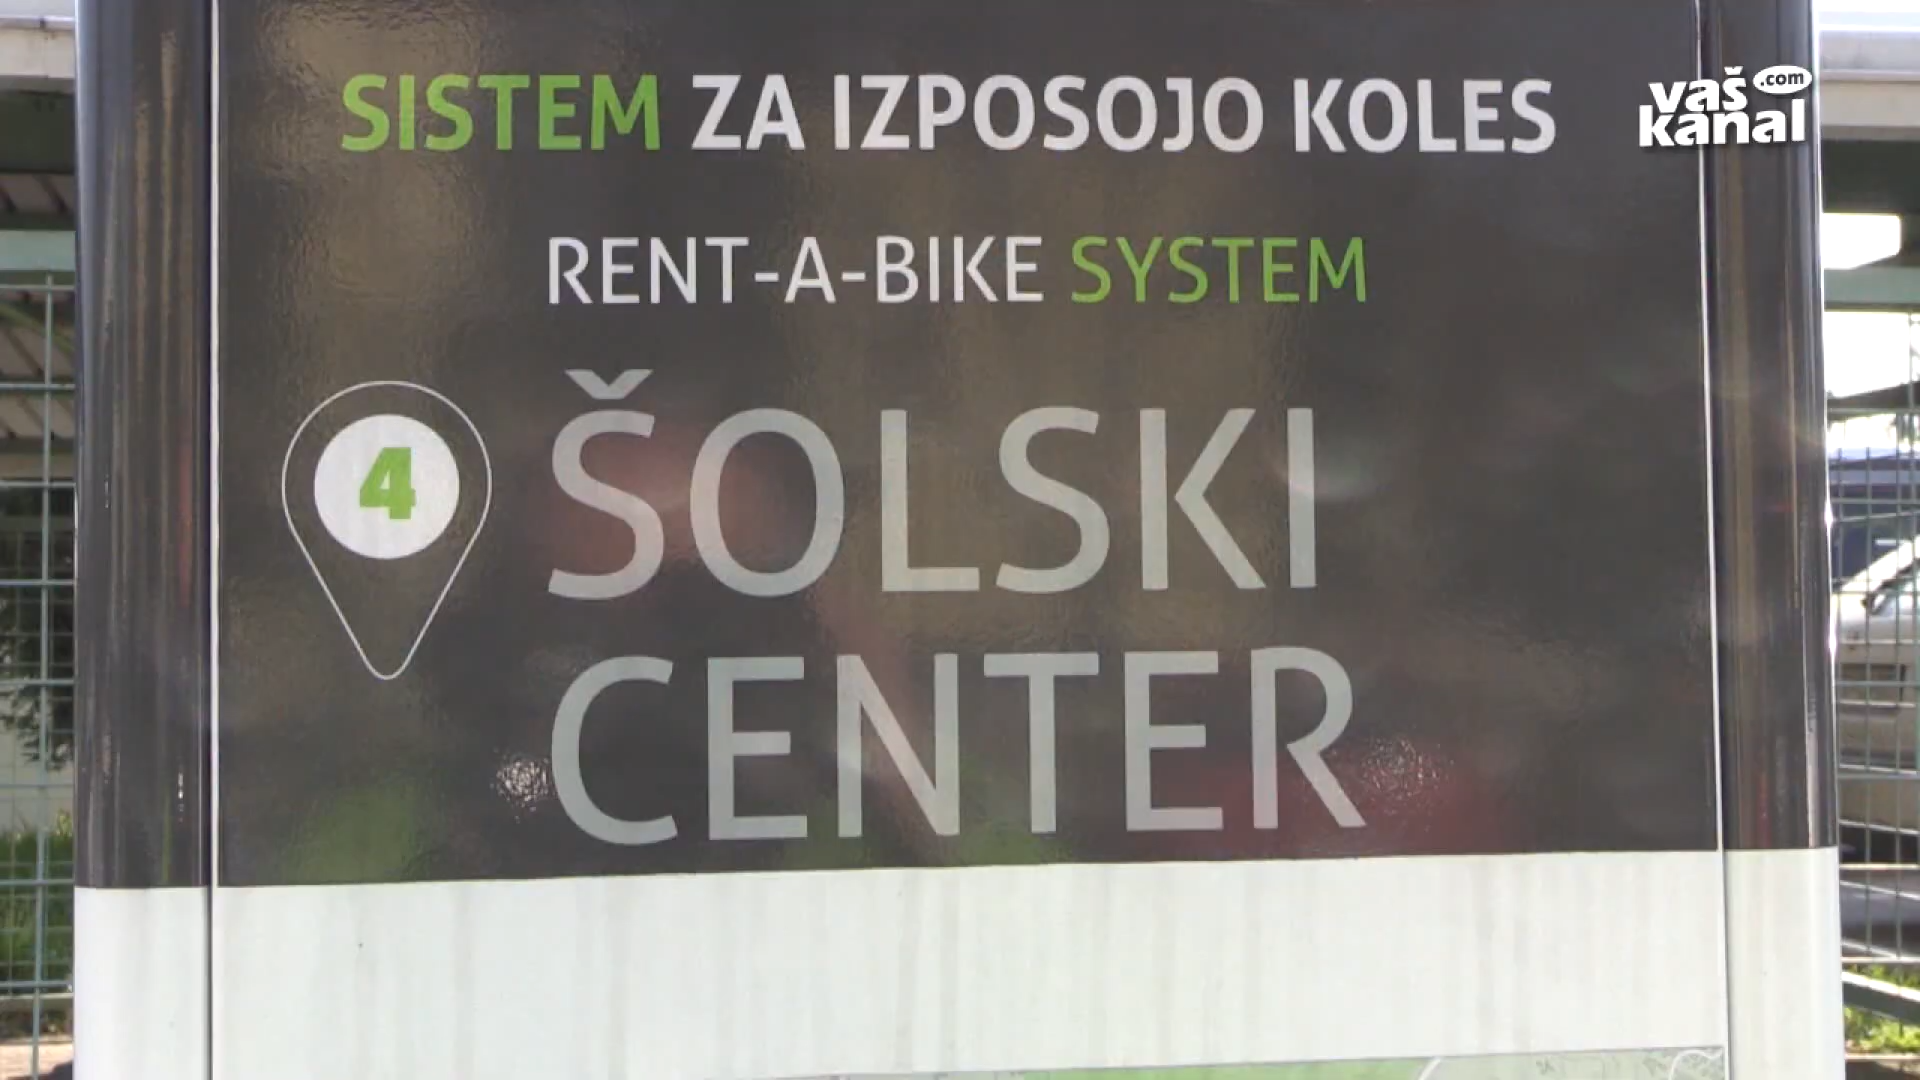 SISTEM ZA IZPOSOJO KOLES
vaš .com
kanal
RENT-A-BIKE SYSTEM
4
ŠOLSKI
CENTER